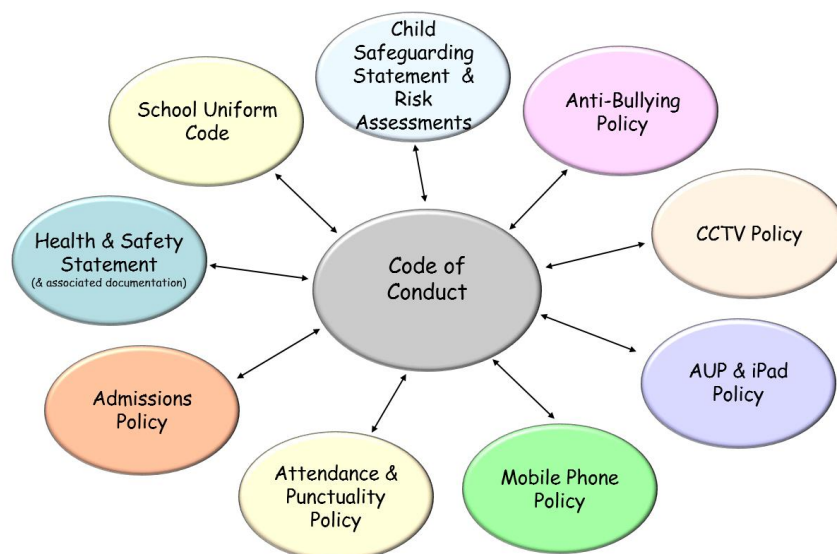 Child
Safeguarding
Statement &
Risk
Assessments
Anti-Bullying
Policy
CCTV Policy
AUP & iPad
Policy
Mobile Phone
Policy
Attendance &
Punctuality
Policy
Admissions
Policy
Health & Safety
Statement
(& associated documentation)
School Uniform
Code
Code of
Conduct